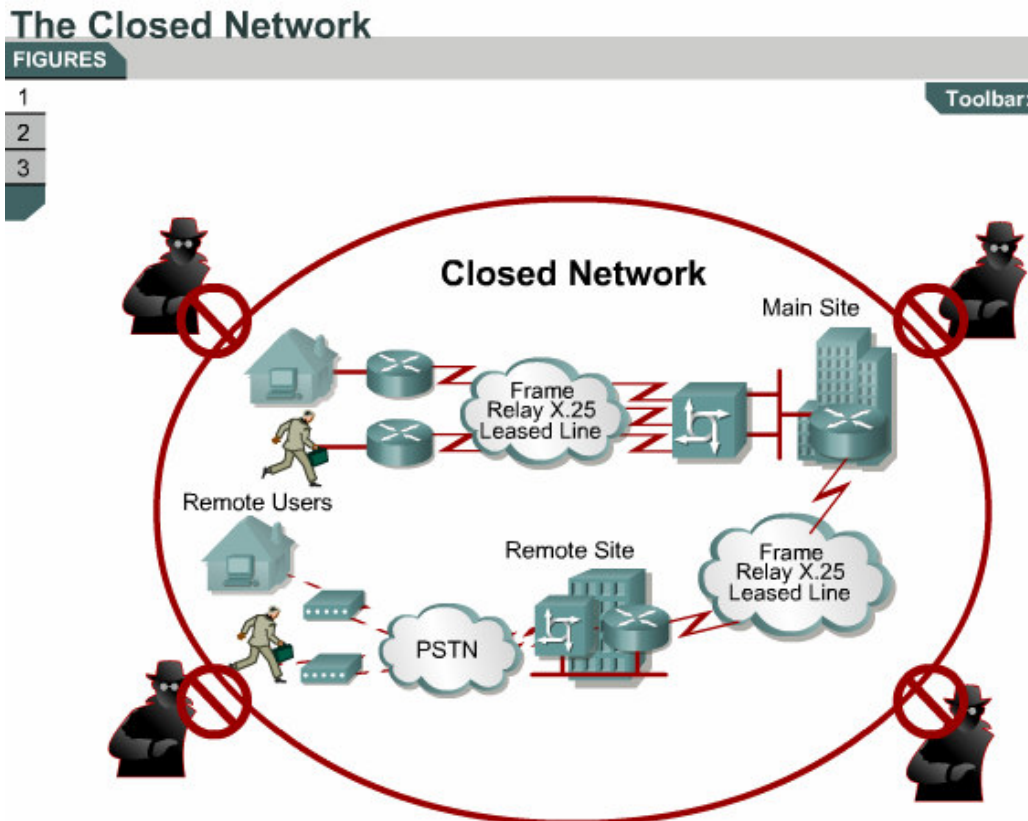 The Closed Network
FIGURES
1
2
3
Toolbar:
Closed Network
Main Site
Frame
Relay X.25
Leased Line
Remote Users
Remote Site
Frame
Relay X.25
Leased Line
PSTN